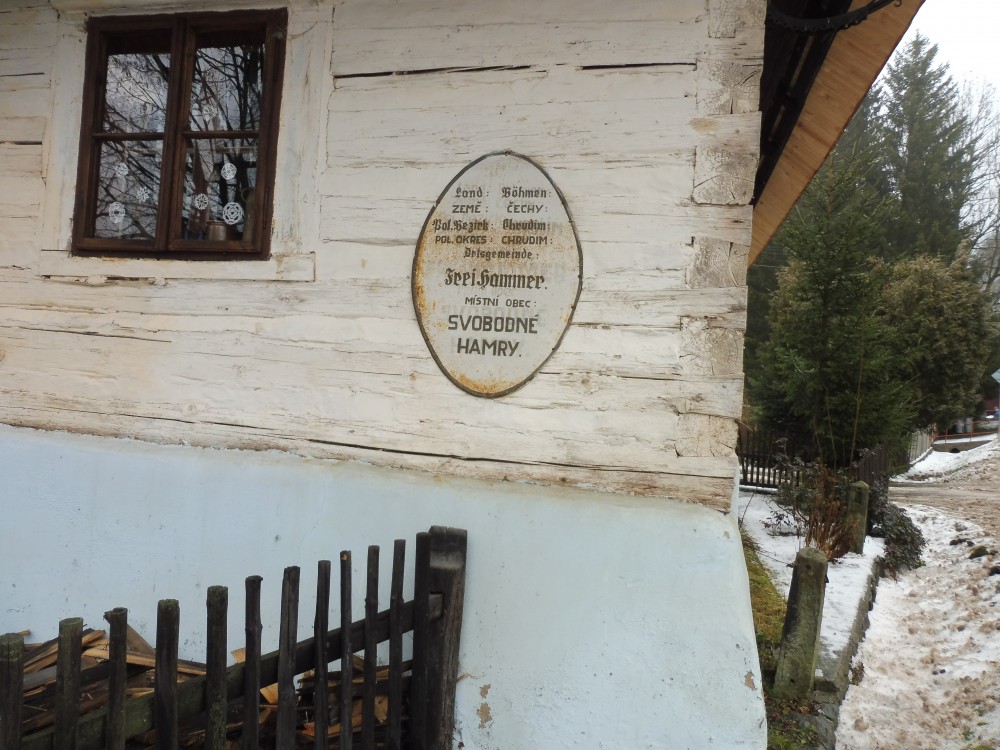 Land: Böhmen:
ZEMĚ: ČECHY:
Pol. Bezirk: Chrudim:
POL. OKRES: CHRUDIM:
Ortsgemeinde:
Frei Hammer.
MÍSTNÍ OBEC:
SVOBODNÉ
HAMRY.